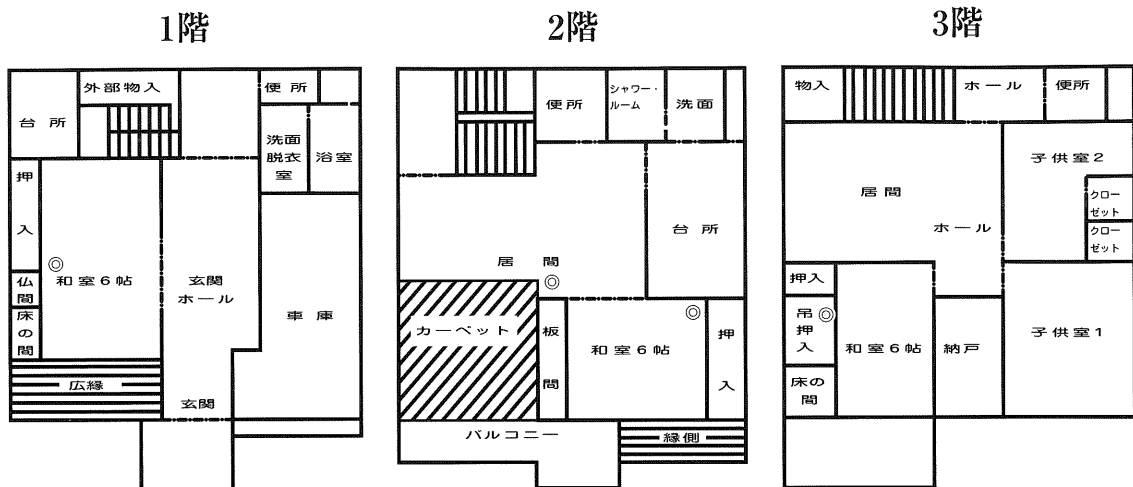 1階
外部物入
便所
台所
洗面
脱衣
室
浴室
押
入
和室6帖
仏
間
床
の
間
玄関
ホール
車庫
広縁
玄関
2階
便所
シャワー・
ルーム
洗面
台所
居間
カーペット
板
間
和室6帖
押
入
バルコニー
縁側
3階
物入
ホール
便所
子供室2
居間
クロー
ゼット
クロー
ゼット
ホール
押入
吊
押
入
和室6帖
納戸
子供室1
床の
間